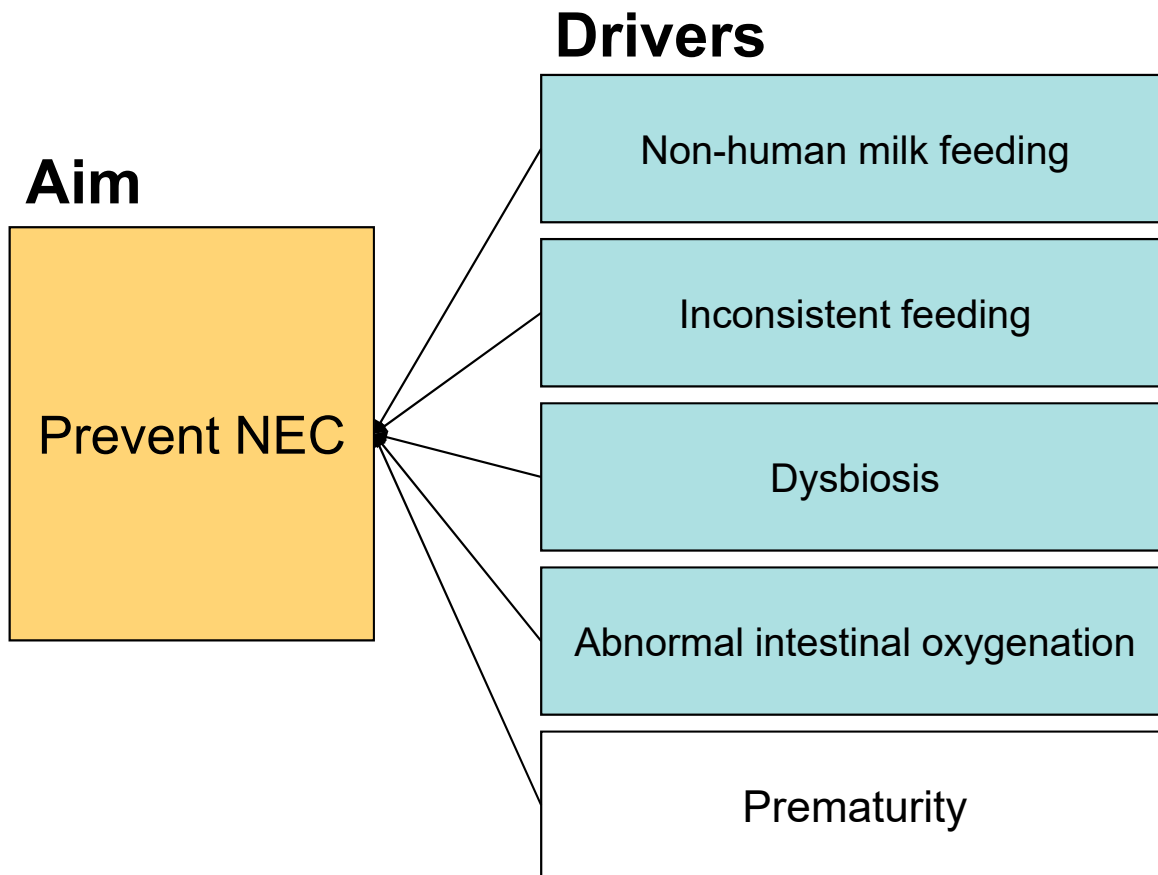 Drivers
Aim
Prevent NEC
Non-human milk feeding
Inconsistent feeding
Dysbiosis
Abnormal intestinal oxygenation
Prematurity